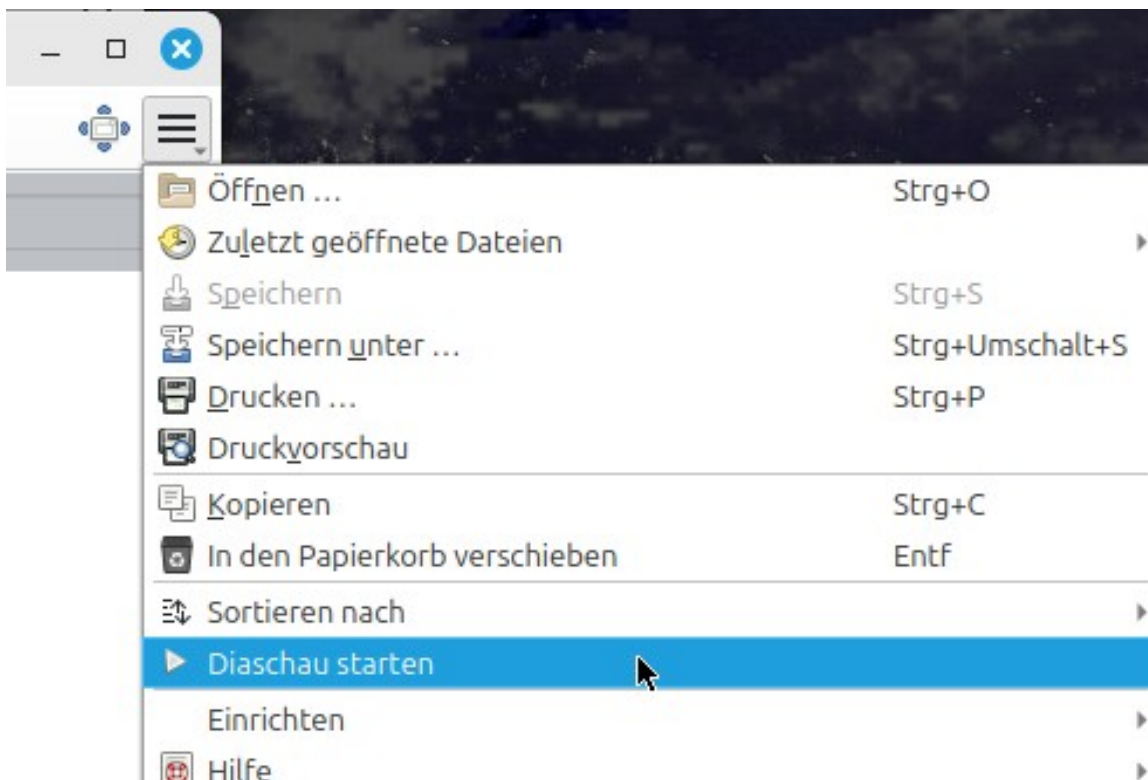 Öffnen ... Strg+O
Zuletzt geöffnete Dateien
Speichern Strg+S
Speichern unter ... Strg+Umschalt+S
Drucken ... Strg+P
Druckvorschau
Kopieren Strg+C
In den Papierkorb verschieben Entf
Sortieren nach
Diaschau starten
Einrichten
Hilfe